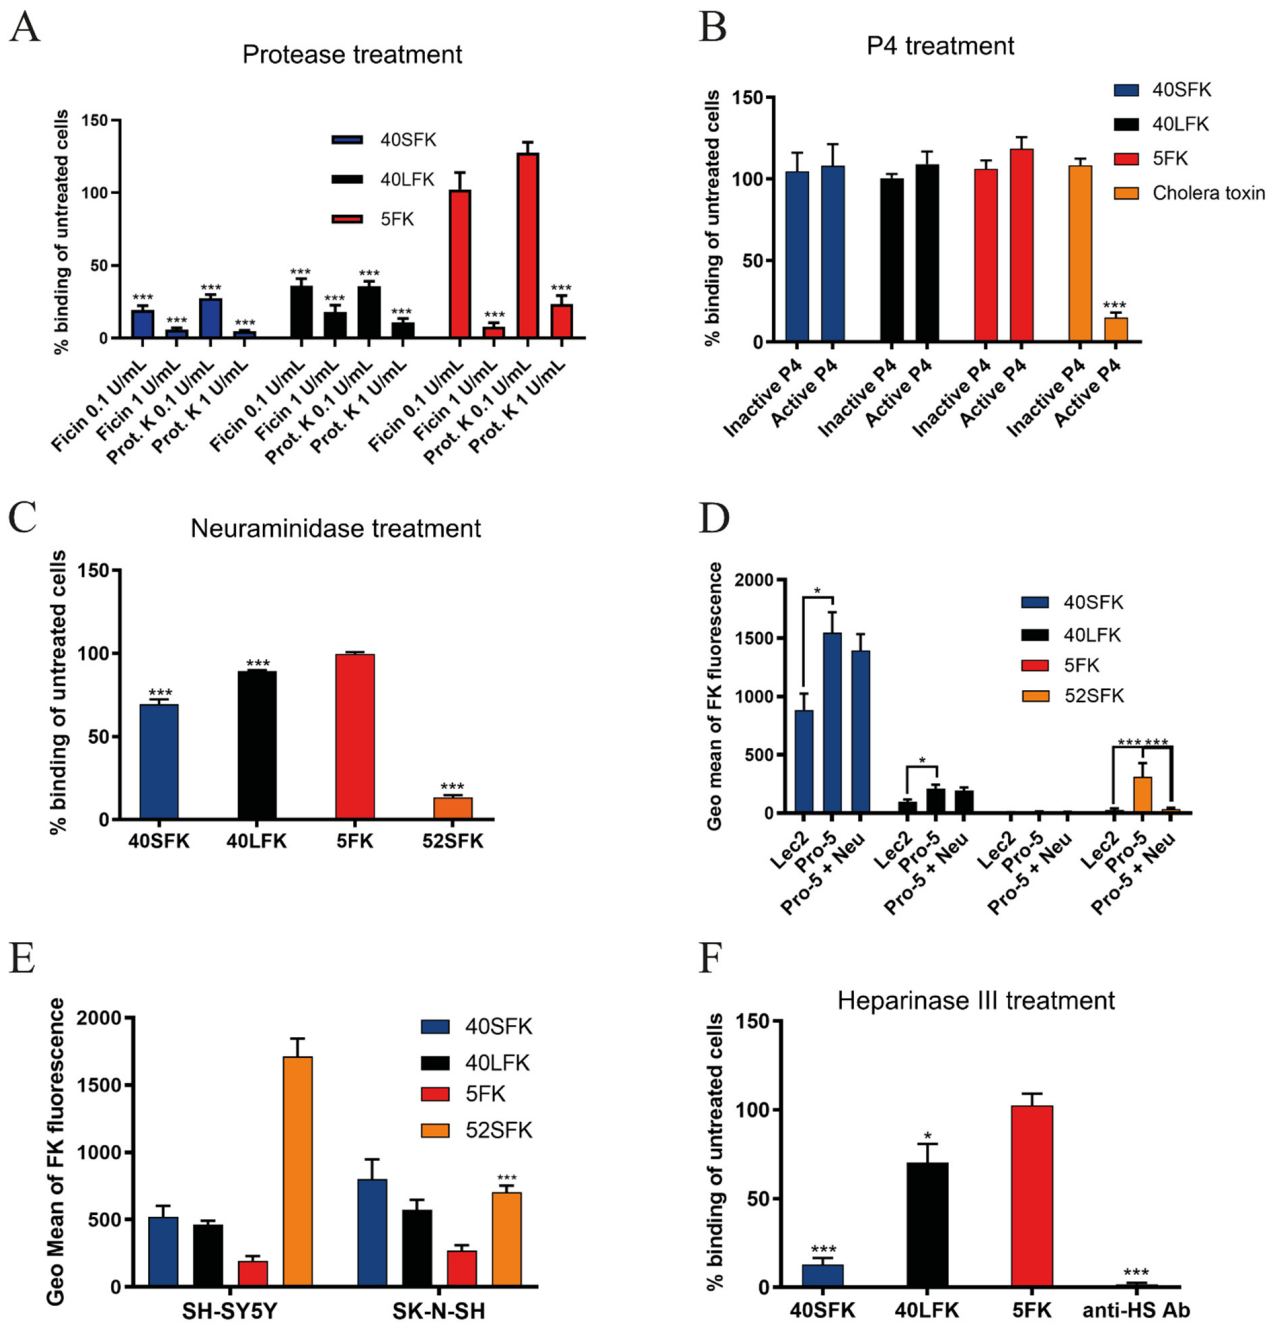 A
Protease treatment
% binding of untreated cells
150
100
50
0
40SFK
40LFK
5FK
***
***
***
***
***
***
***
***
***
***
Ficin 0.1 U/mL
Ficin 1 U/mL
Prot. K 0.1 U/mL
Prot. K 1 U/mL
Ficin 0.1 U/mL
Ficin 1 U/mL
Prot. K 0.1 U/mL
Prot. K 1 U/mL
Ficin 0.1 U/mL
Ficin 1 U/mL
Prot. K 0.1 U/mL
Prot. K 1 U/mL
B
P4 treatment
% binding of untreated cells
150
100
50
0
40SFK
40LFK
5FK
Cholera toxin
***
Inactive P4
Active P4
Inactive P4
Active P4
Inactive P4
Active P4
Inactive P4
Active P4
C
Neuraminidase treatment
% binding of untreated cells
150
100
50
0
***
***
***
40SFK
40LFK
5FK
52SFK
D
Geo mean of FK fluorescence
2000
1500
1000
500
0
40SFK
40LFK
5FK
52SFK
*
*
*** ***
Lec2
Pro-5
Pro-5 + Neu
Lec2
Pro-5
Pro-5 + Neu
Lec2
Pro-5
Pro-5 + Neu
Lec2
Pro-5
Pro-5 + Neu
E
Geo Mean of FK fluorescence
2000
1500
1000
500
0
40SFK
40LFK
5FK
52SFK
***
SH-SY5Y
SK-N-SH
F
Heparinase III treatment
% binding of untreated cells
150
100
50
0
***
*
***
40SFK
40LFK
5FK
anti-HS Ab